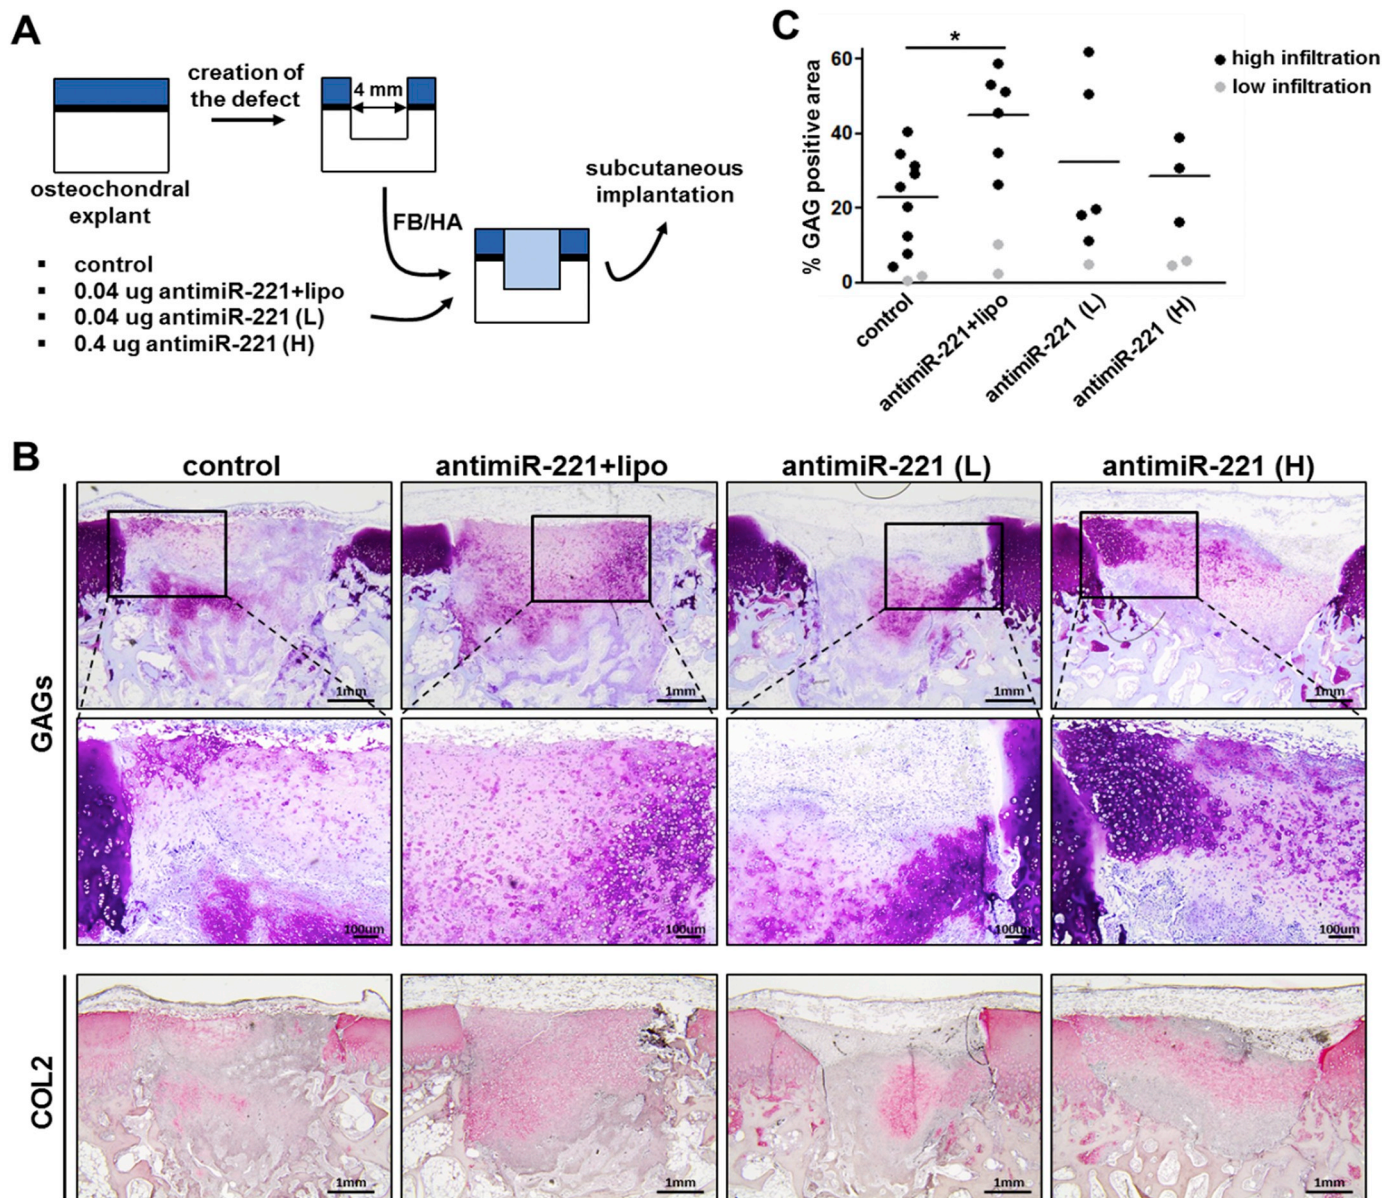 A
creation of
the defect
4 mm
osteochondral
explant
FB/HA
subcutaneous
implantation
▪ control
▪ 0.04 ug antimiR-221+lipo
▪ 0.04 ug antimiR-221 (L)
▪ 0.4 ug antimiR-221 (H)
C
% GAG positive area
60
40
20
0
*
high infiltration
low infiltration
control
antimiR-221+lipo
antimiR-221 (L)
antimiR-221 (H)
B
control
antimiR-221+lipo
antimiR-221 (L)
antimiR-221 (H)
GAGs
1mm
1mm
1mm
1mm
100um
100um
100um
100um
COL2
1mm
1mm
1mm
1mm